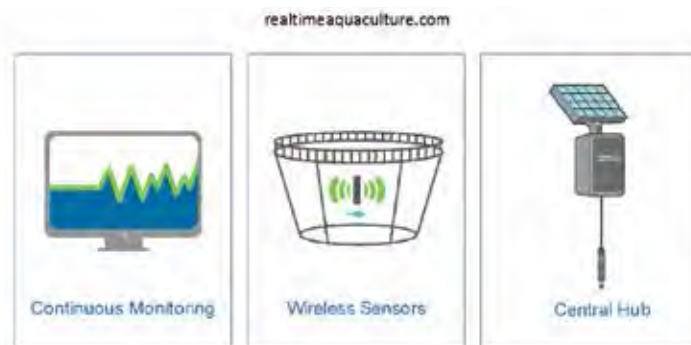 realtimeaquaculture.com
Continuous Monitoring
Wireless Sensors
Central Hub